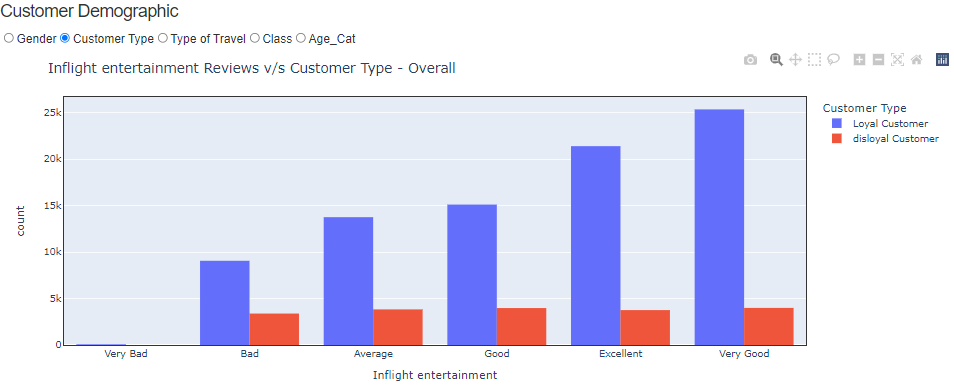 Customer Demographic
Gender Customer Type Type of Travel Class Age_Cat
Inflight entertainment Reviews v/s Customer Type - Overall
Customer Type
Loyal Customer
disloyal Customer
25k
20k
15k
10k
5k
0
count
Very Bad Bad Average Good Excellent Very Good
Inflight entertainment